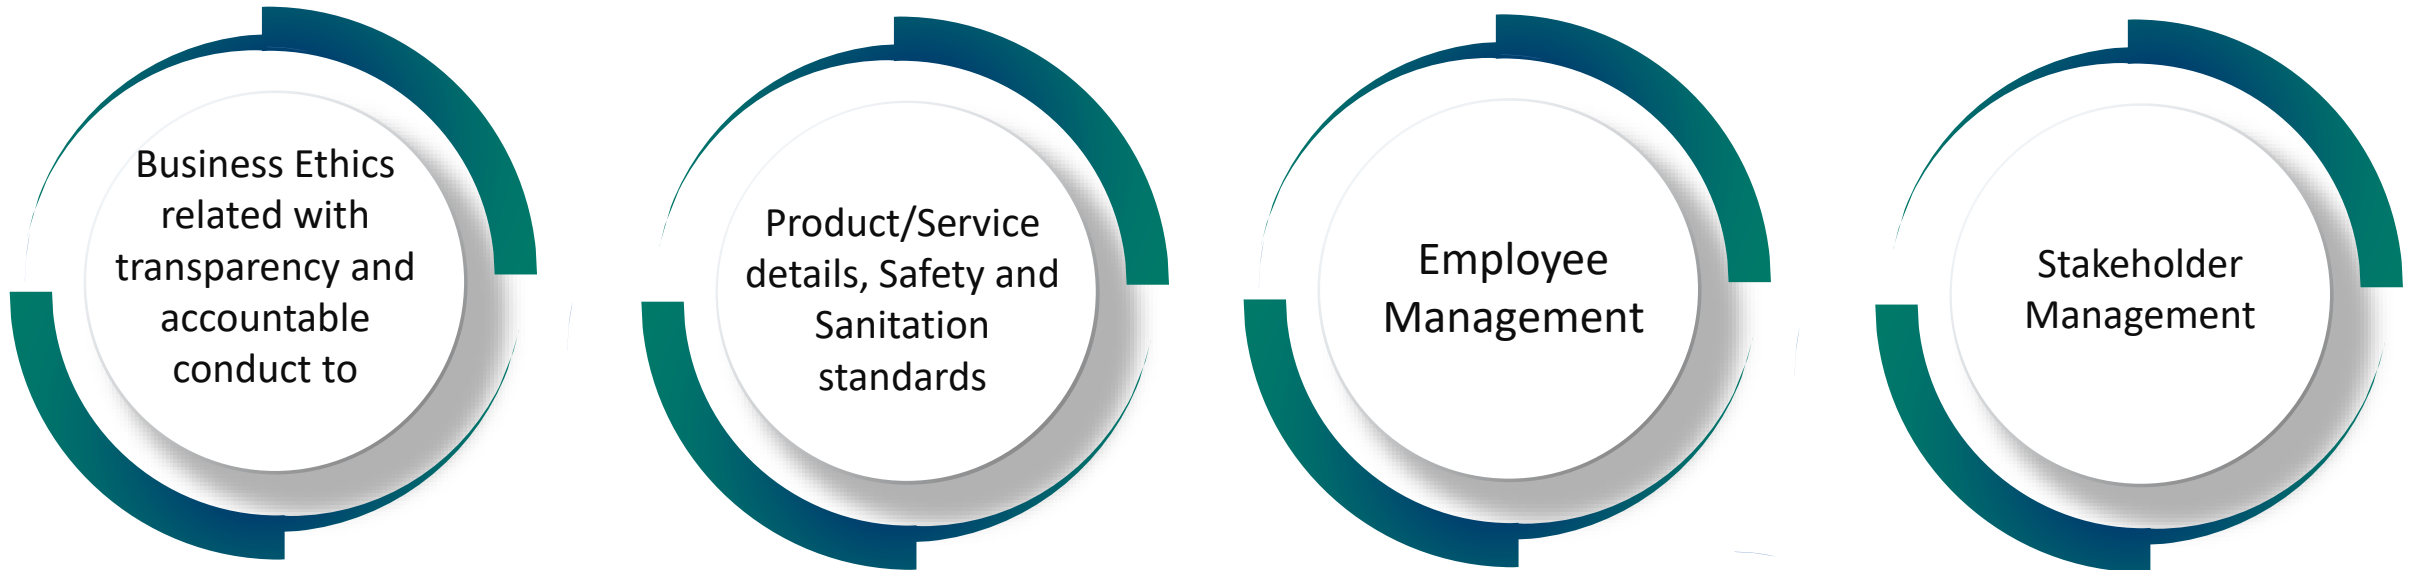 Business Ethics
related with
transparency and
accountable
conduct to
Product/Service
details, Safety and
Sanitation
standards
Employee
Management
Stakeholder
Management